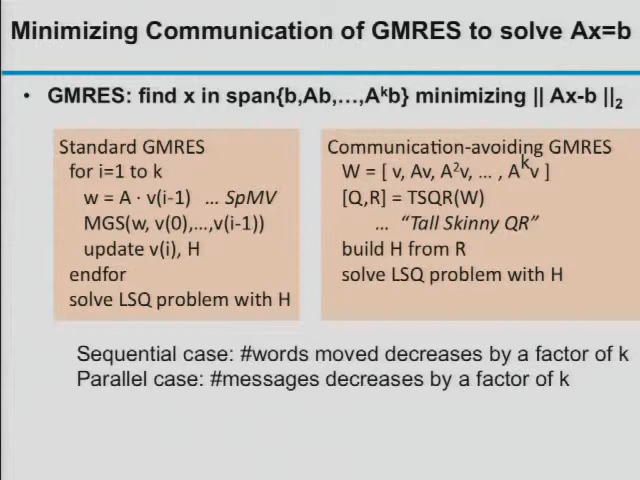 Minimizing Communication of GMRES to solve Ax=b
• GMRES: find x in span{b,Ab,…,Aᵏb} minimizing || Ax-b ||₂
Standard GMRES
for i=1 to k
w = A · v(i-1) … SpMV
MGS(w, v(0),…,v(i-1))
update v(i), H
endfor
solve LSQ problem with H
Communication-avoiding GMRES
W = [ v, Av, A²v, … , Aᵏv ]
[Q,R] = TSQR(W)
… “Tall Skinny QR”
build H from R
solve LSQ problem with H
Sequential case: #words moved decreases by a factor of k
Parallel case: #messages decreases by a factor of k